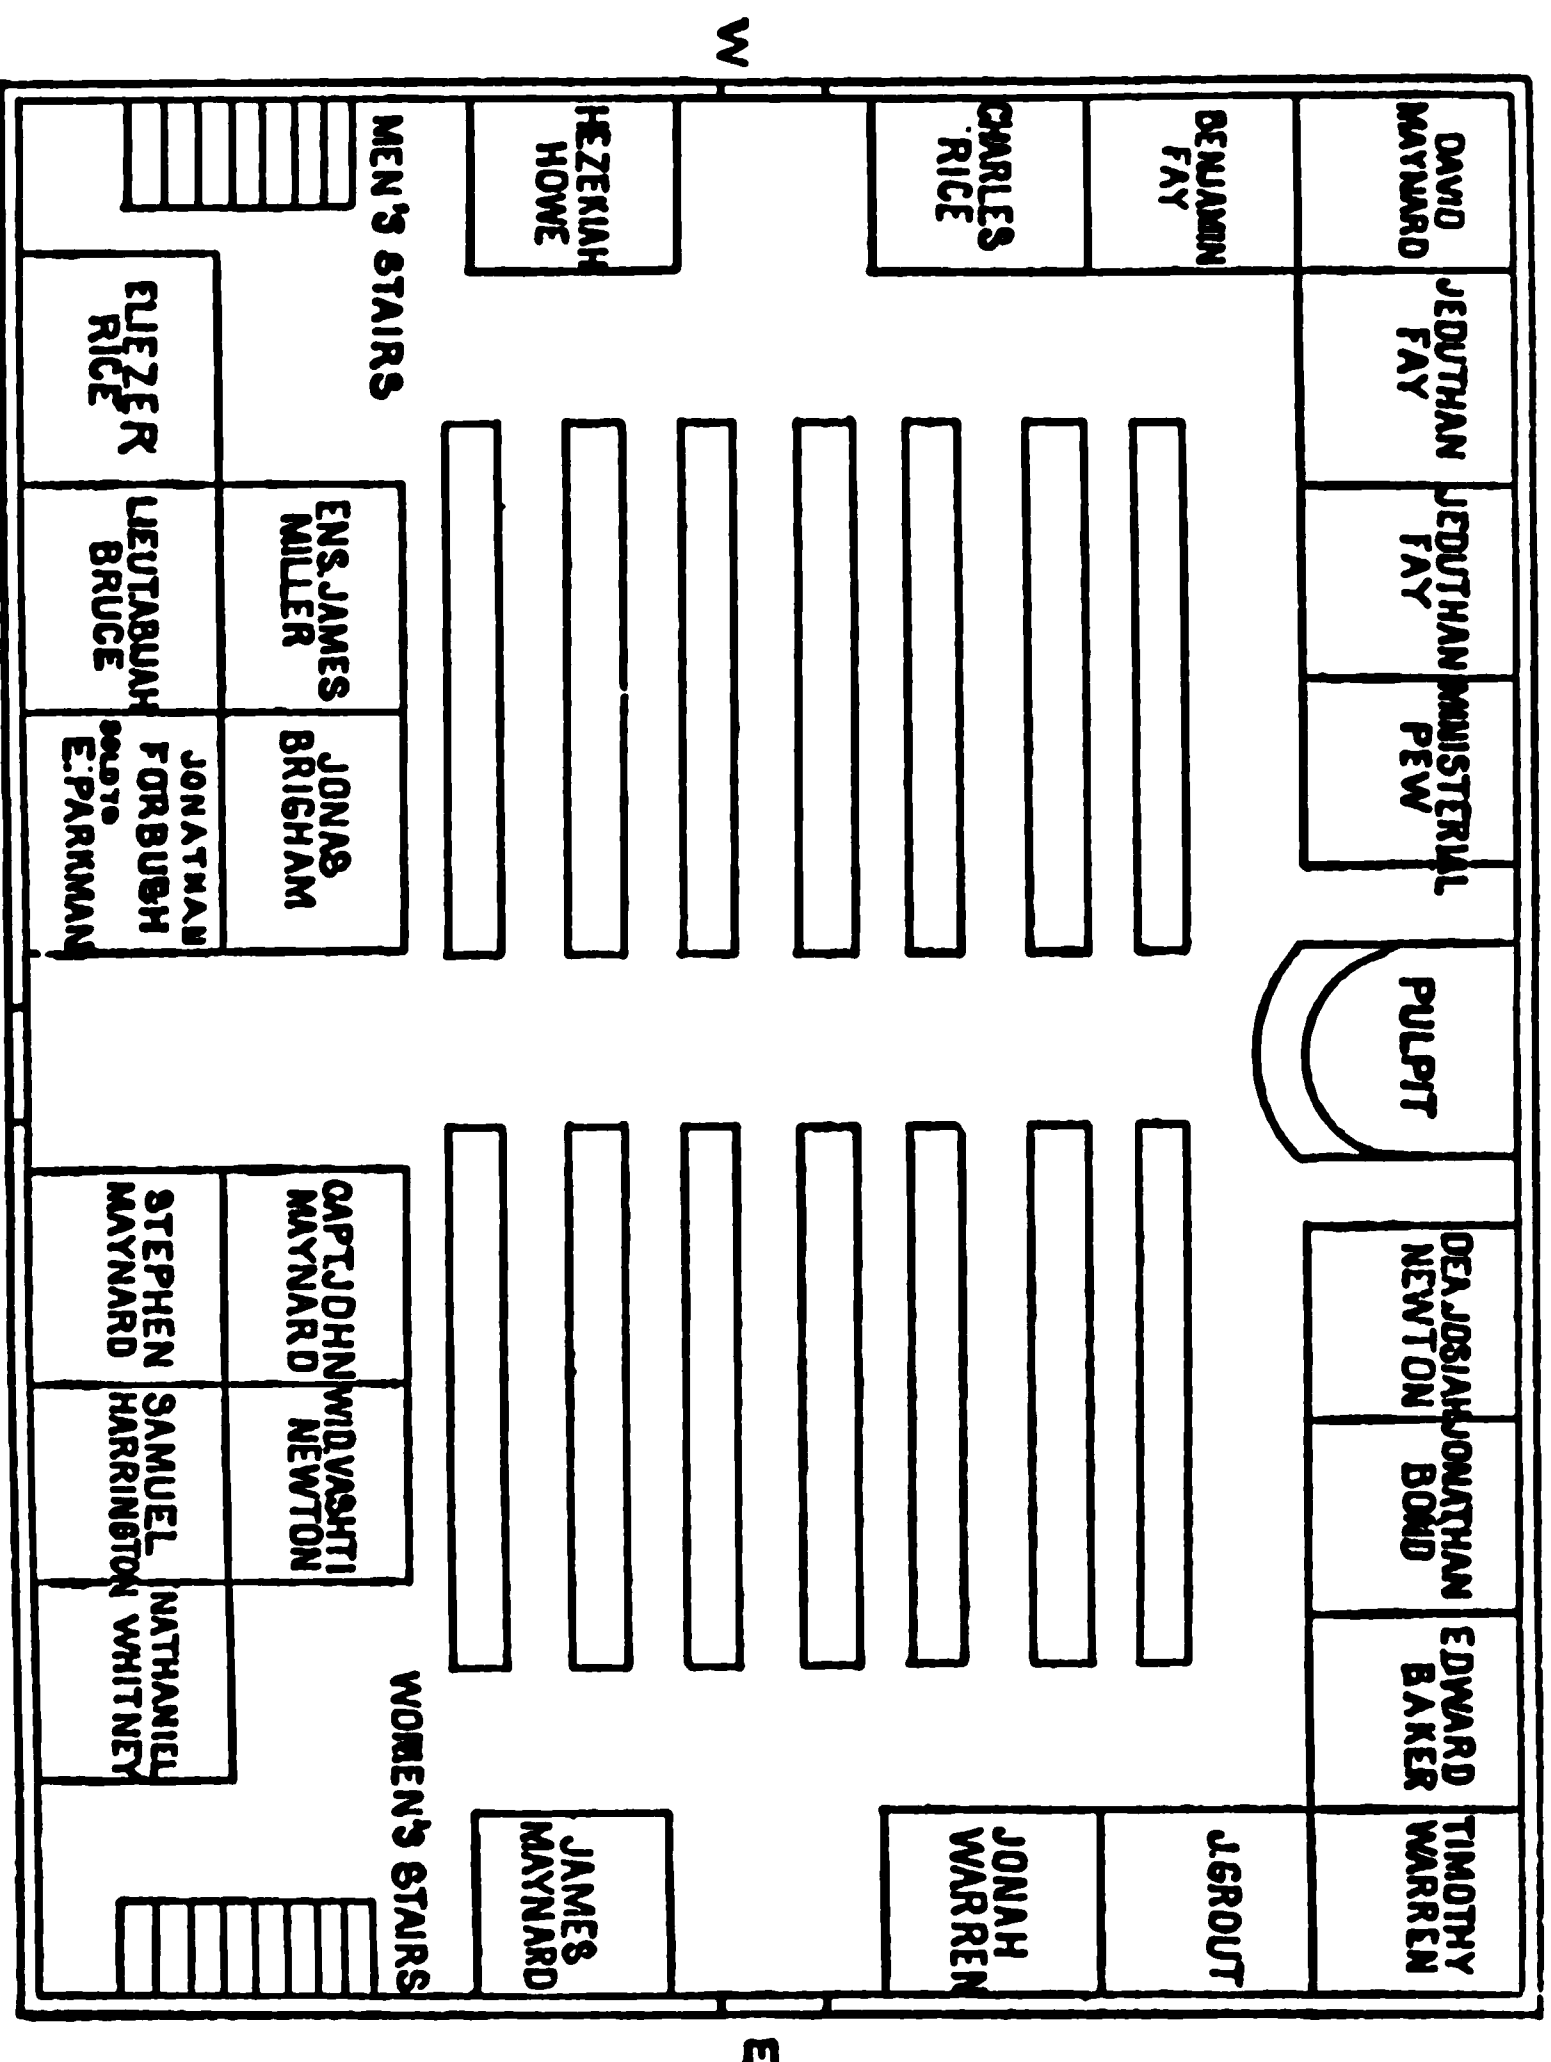 W
E
DAVID
MAYNARD
JEDUTHAN
FAY
JEDUTHAN
FAY
MINISTERIAL
PEW
PULPIT
DEA JOSIAH
NEWTON
JONATHAN
BOND
EDWARD
BAKER
TIMOTHY
WARREN
BENJAMIN
FAY
J. GROUT
CHARLES
RICE
JONAH
WARREN
HEZEKIAH
HOWE
JAMES
MAYNARD
MEN'S STAIRS
WOMEN'S STAIRS
ENS. JAMES
MILLER
JONAS
BRIGHAM
CAPT JOHN
MAYNARD
WID. VASHTI
NEWTON
ELIEZER
RICE
LIEUT ABIJAH
BRUCE
JONATHAN
FORBUSH
SOLD TO
E. PARKMAN
STEPHEN
MAYNARD
SAMUEL
HARRINGTON
NATHANIEL
WHITNEY